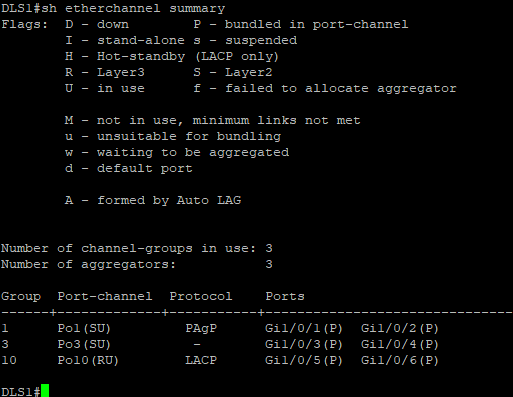 DLS1#sh etherchannel summary
Flags:  D - down        P - bundled in port-channel
        I - stand-alone s - suspended
        H - Hot-standby (LACP only)
        R - Layer3      S - Layer2
        U - in use      f - failed to allocate aggregator

        M - not in use, minimum links not met
        u - unsuitable for bundling
        w - waiting to be aggregated
        d - default port

        A - formed by Auto LAG


Number of channel-groups in use: 3
Number of aggregators:           3

Group  Port-channel  Protocol    Ports
------+-------------+-----------+-------------------------------
1      Po1(SU)         PAgP      Gi1/0/1(P)  Gi1/0/2(P)
3      Po3(SU)          -        Gi1/0/3(P)  Gi1/0/4(P)
10     Po10(RU)        LACP      Gi1/0/5(P)  Gi1/0/6(P)

DLS1#